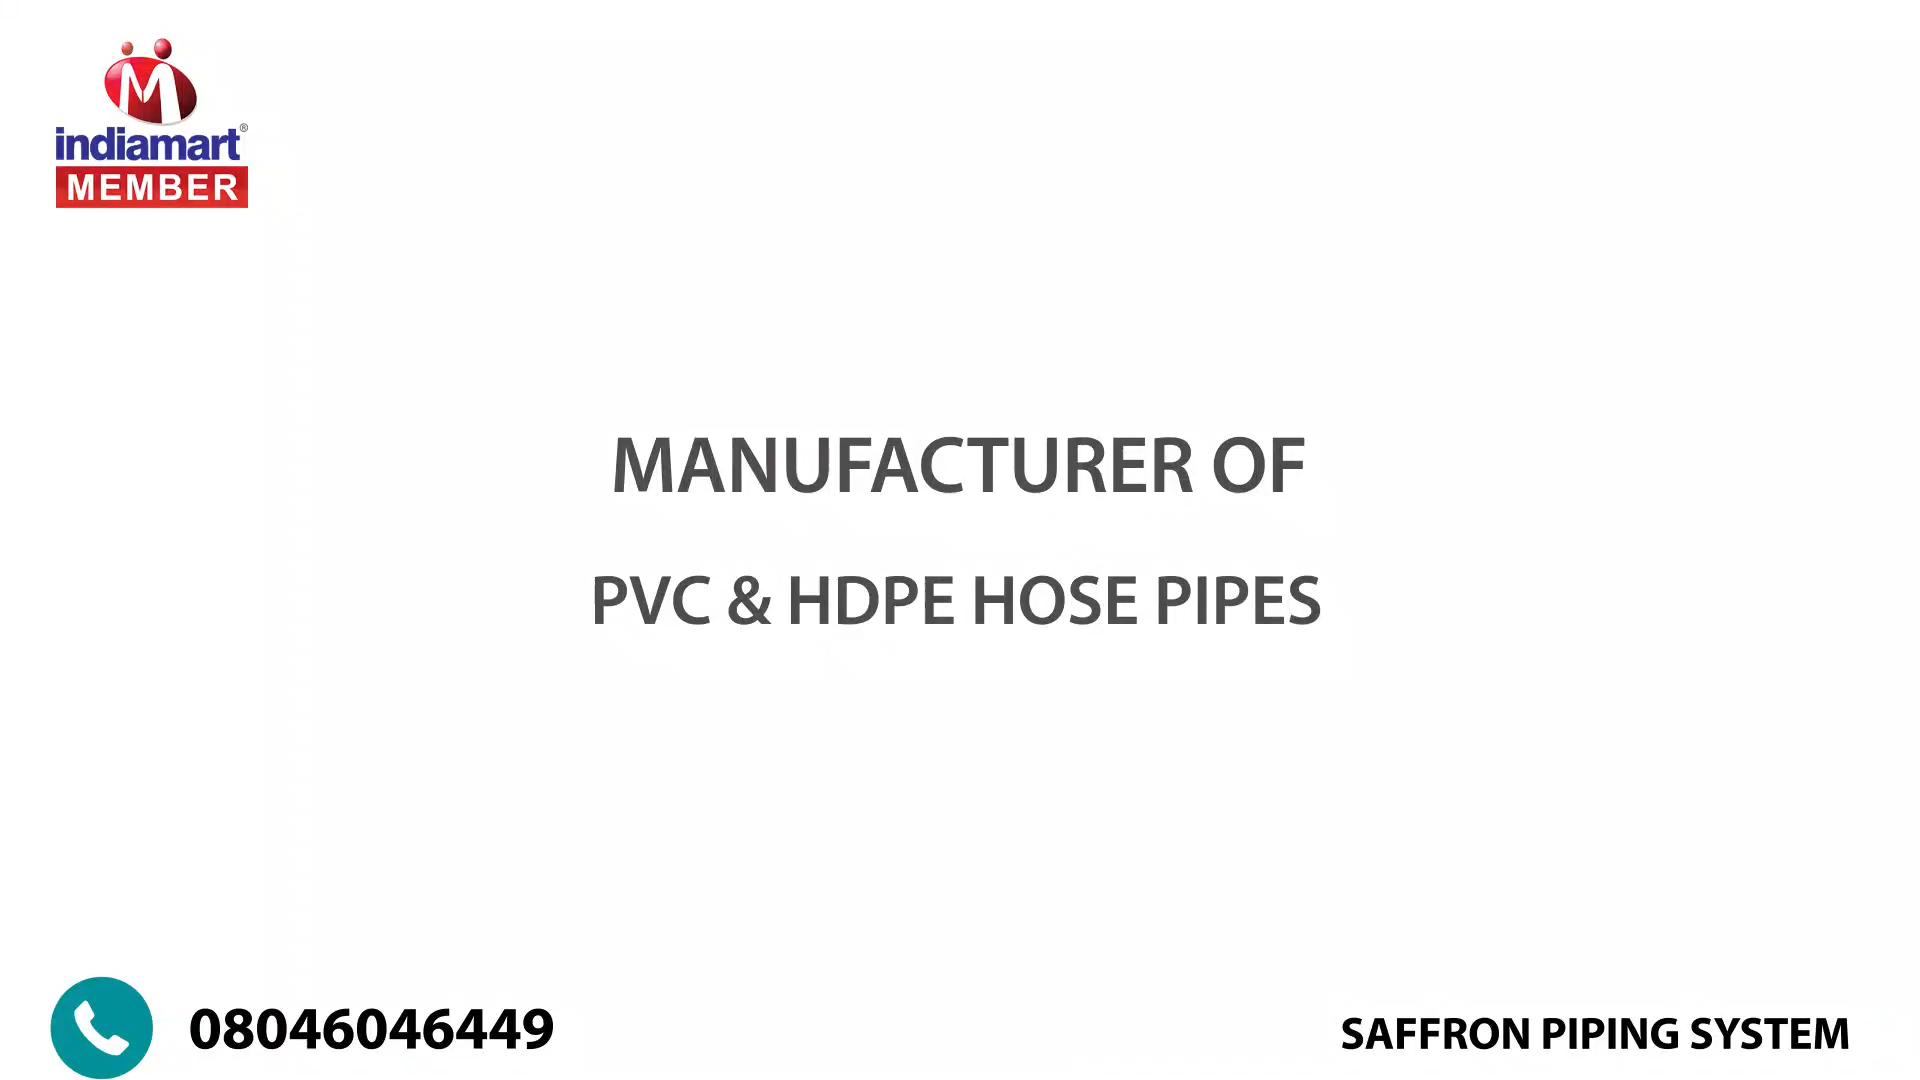 indiamart®
MEMBER
MANUFACTURER OF
PVC & HDPE HOSE PIPES
08046046449
SAFFRON PIPING SYSTEM